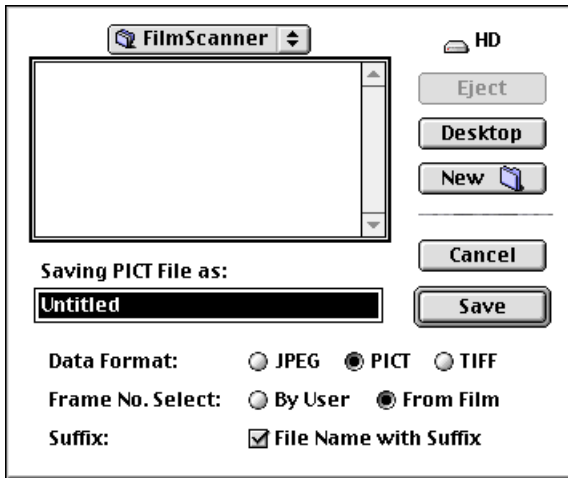 FilmScanner
HD
Eject
Desktop
New
Cancel
Saving PICT File as:
Untitled
Save
Data Format: JPEG PICT TIFF
Frame No. Select: By User From Film
Suffix: File Name with Suffix